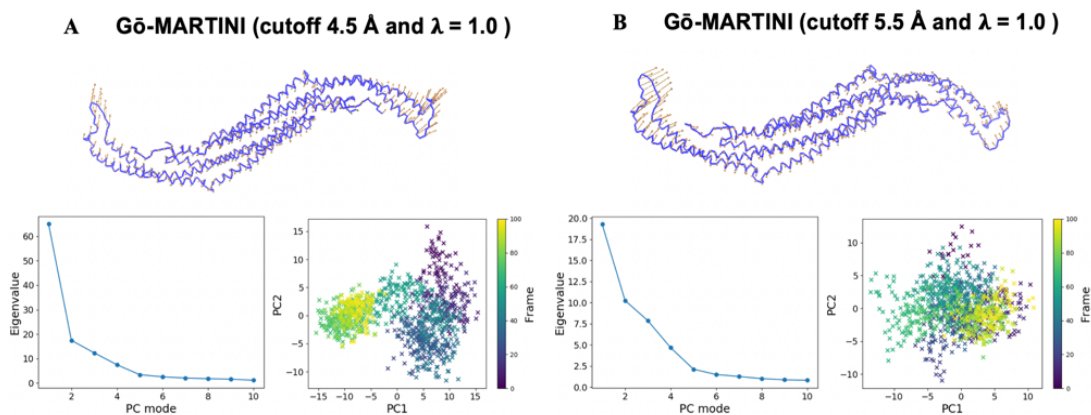 A Gō-MARTINI (cutoff 4.5 Å and λ = 1.0 )
60
50
40
30
20
10
0
Eigenvalue
2 4 6 8 10
PC mode
15
10
5
0
−5
−10
PC2
−15 −10 −5 0 5 10 15
PC1
100
80
60
40
20
0
Frame
B Gō-MARTINI (cutoff 5.5 Å and λ = 1.0 )
20.0
17.5
15.0
12.5
10.0
7.5
5.0
2.5
0.0
Eigenvalue
2 4 6 8 10
PC mode
10
5
0
−5
−10
PC2
−10 −5 0 5 10
PC1
100
80
60
40
20
0
Frame